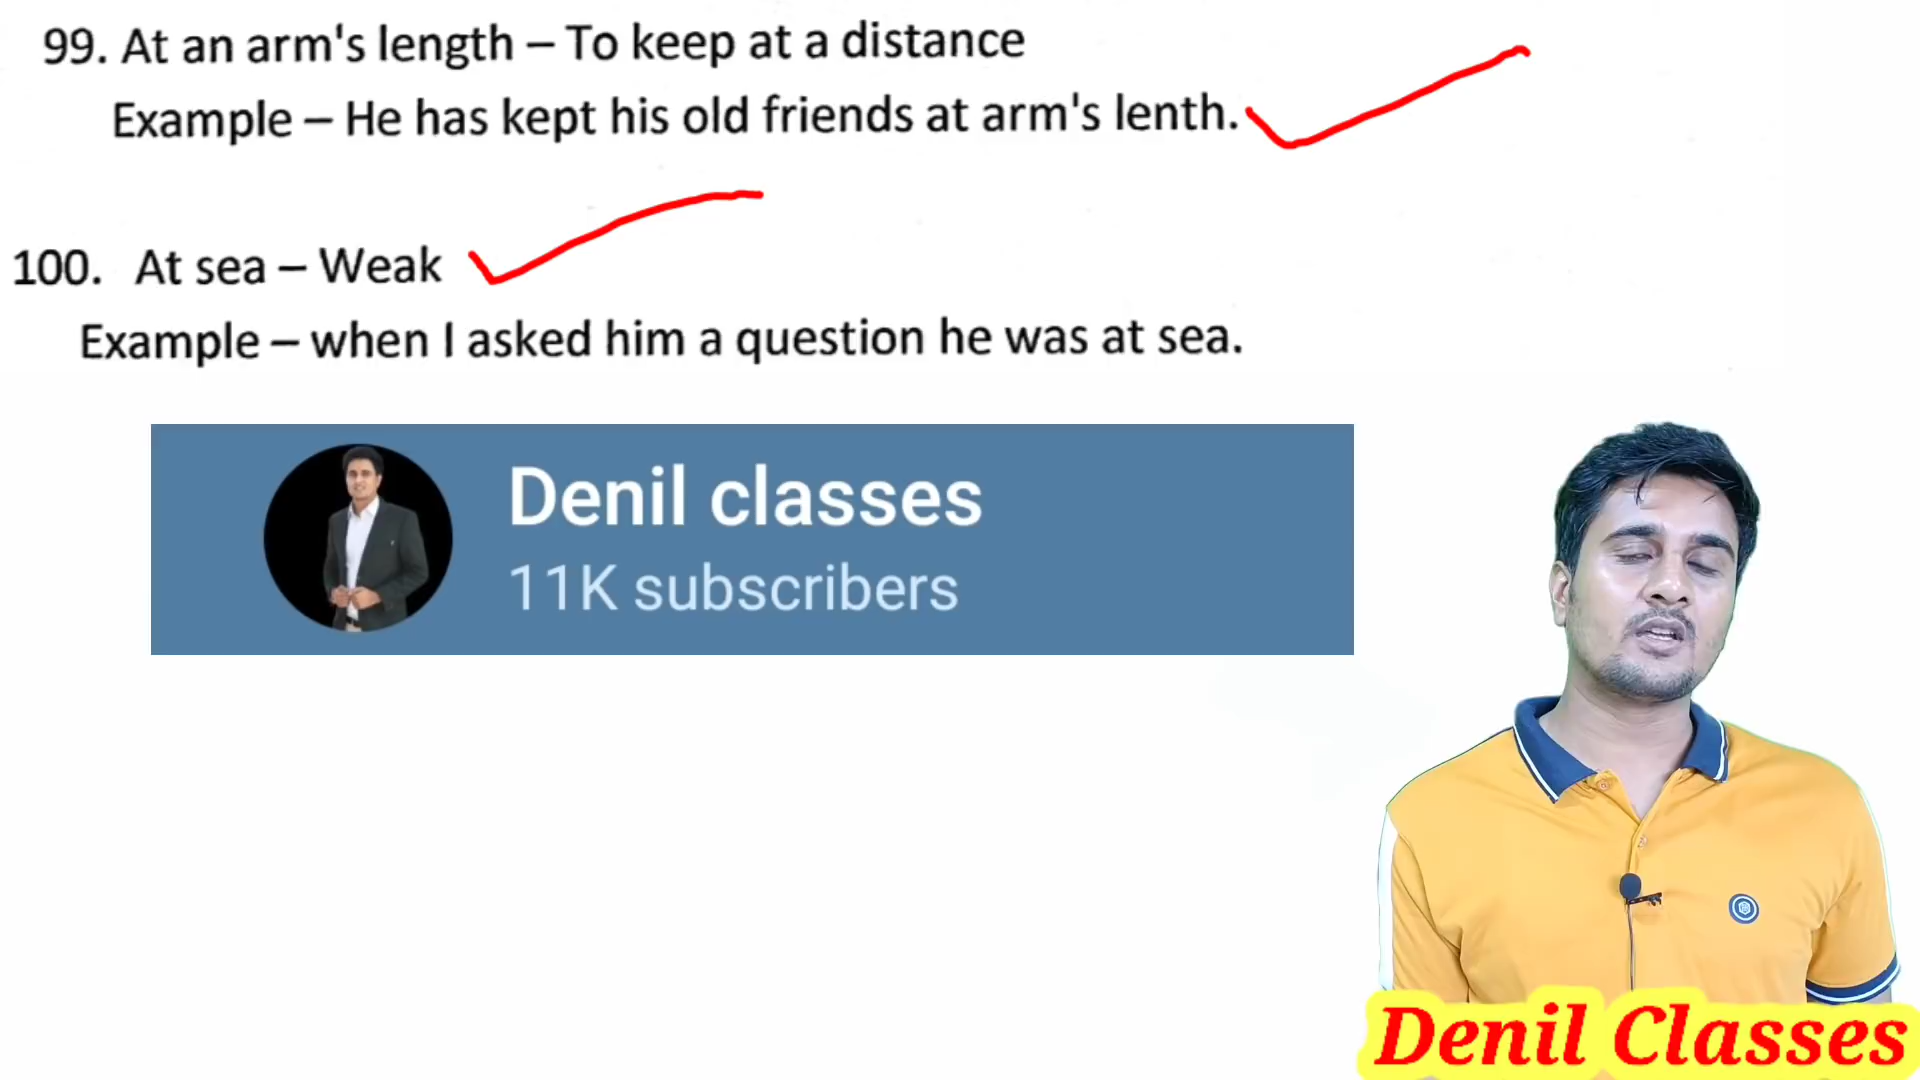 99. At an arm's length – To keep at a distance
Example – He has kept his old friends at arm's lenth.
100. At sea – Weak
Example – when I asked him a question he was at sea.
Denil classes
11K subscribers
Denil Classes